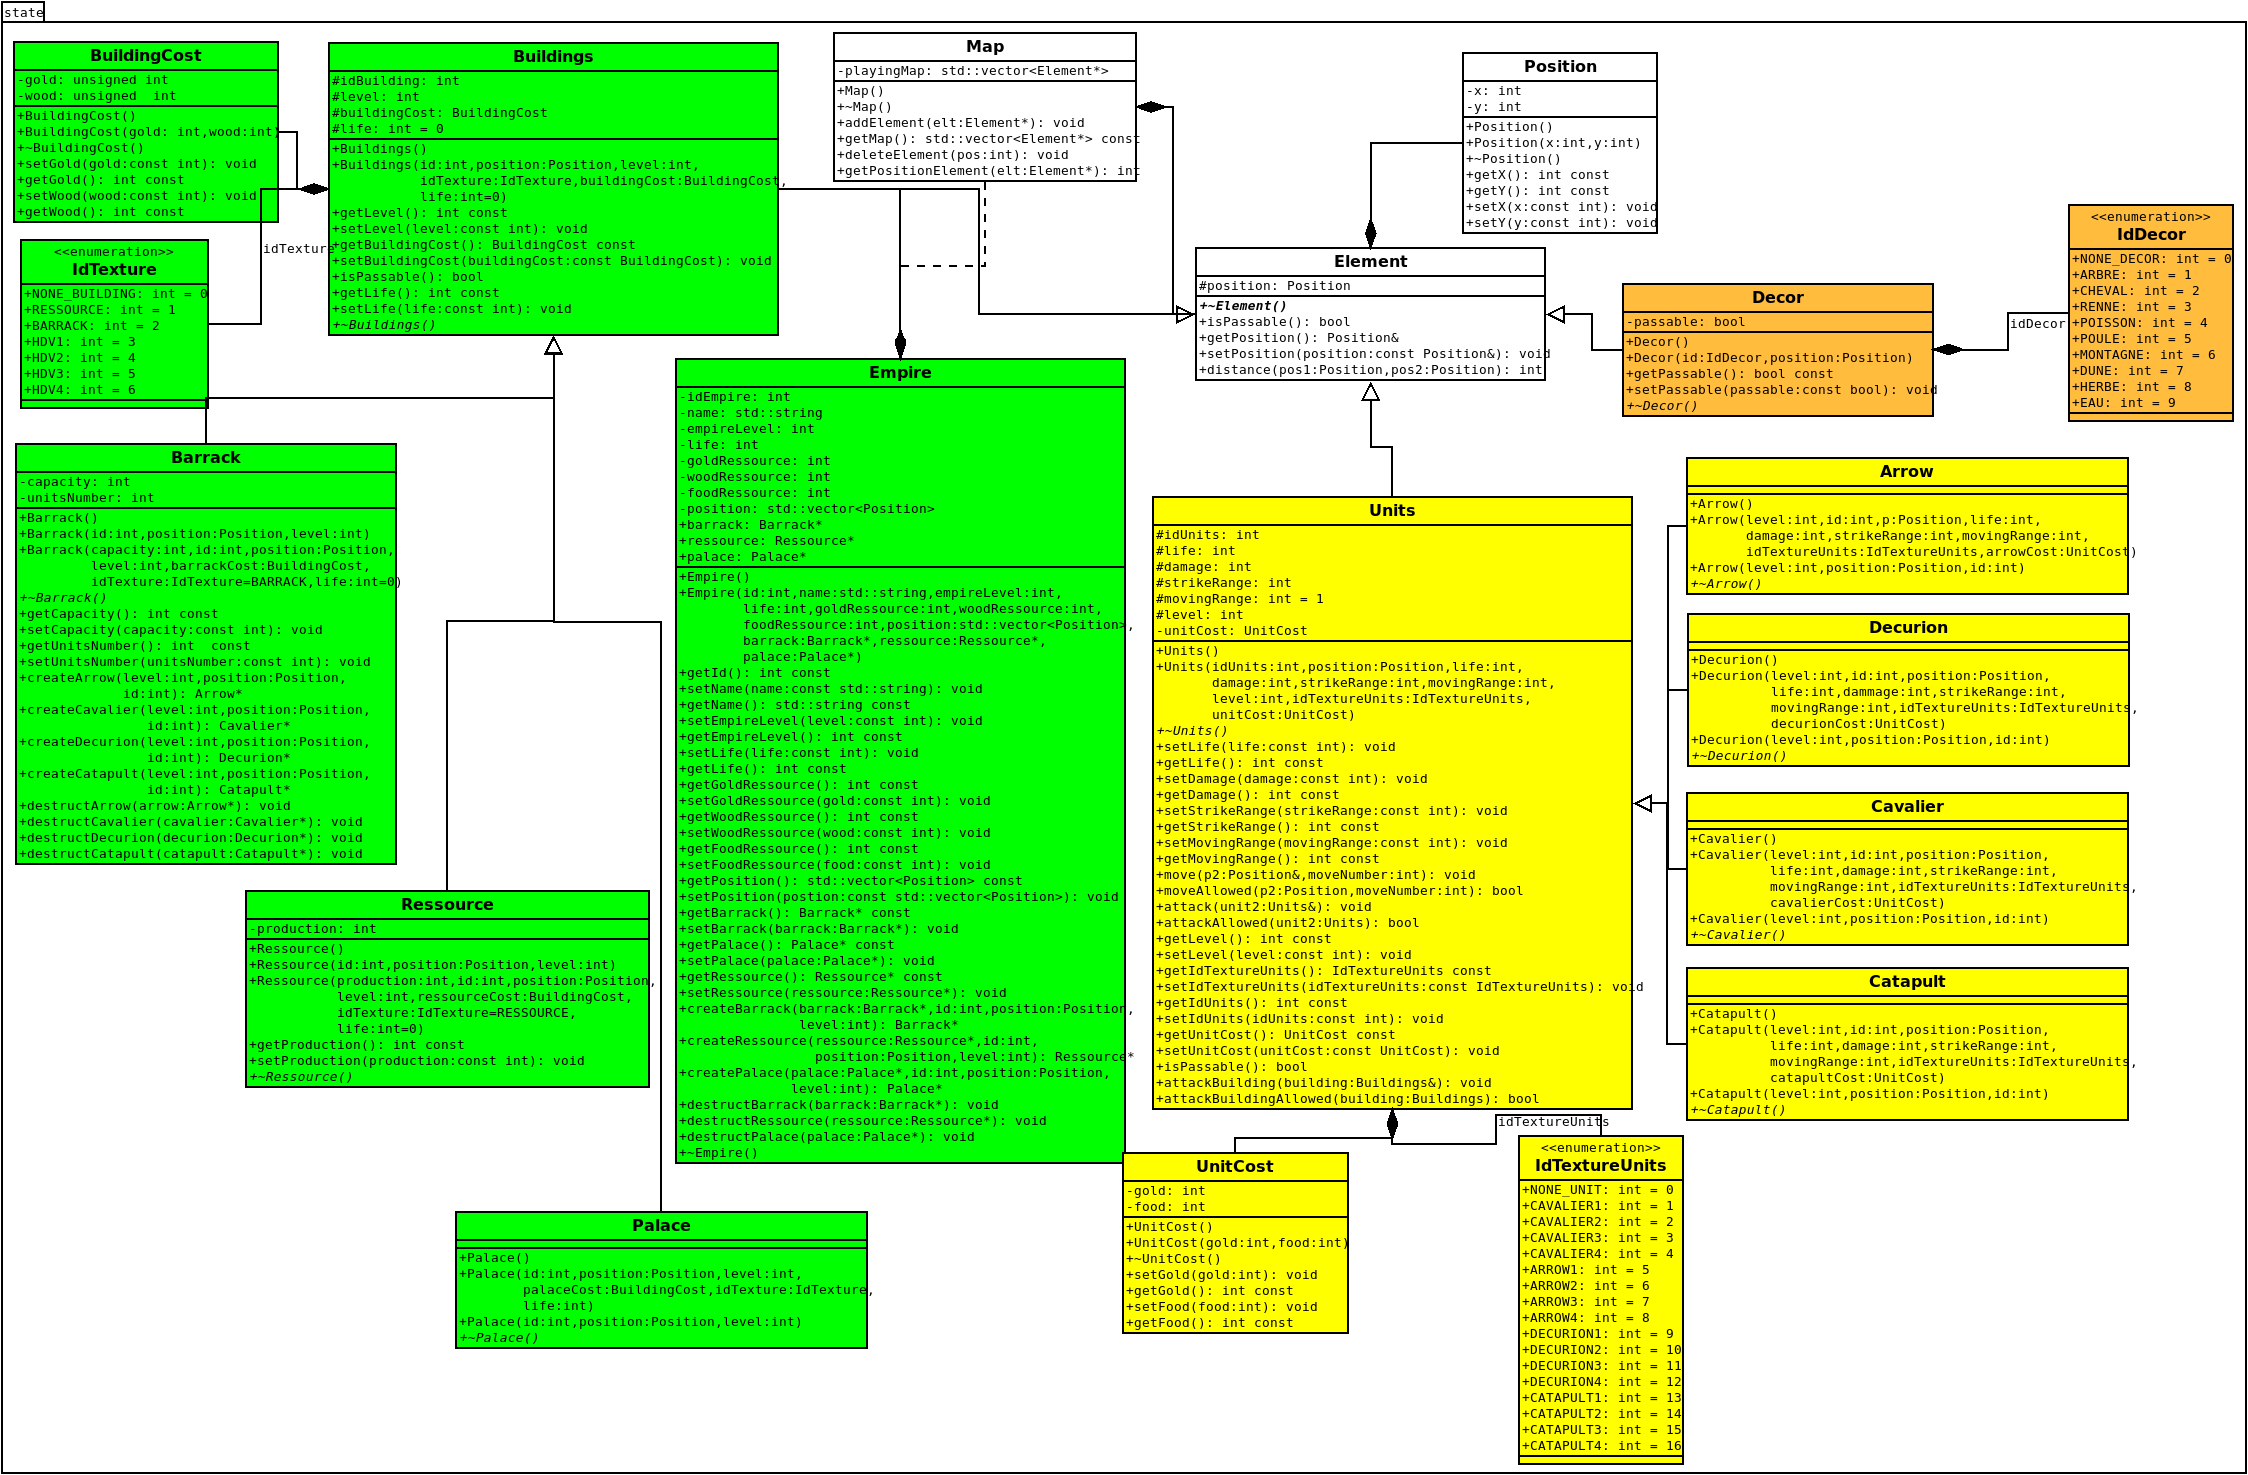 state
BuildingCost
-gold: unsigned int
-wood: unsigned  int
+BuildingCost()
+BuildingCost(gold: int,wood:int)
+~BuildingCost()
+setGold(gold:const int): void
+getGold(): int const
+setWood(wood:const int): void
+getWood(): int const
<<enumeration>>
IdTexture
+NONE_BUILDING: int = 0
+RESSOURCE: int = 1
+BARRACK: int = 2
+HDV1: int = 3
+HDV2: int = 4
+HDV3: int = 5
+HDV4: int = 6
idTexture
Buildings
#idBuilding: int
#level: int
#buildingCost: BuildingCost
#life: int = 0
+Buildings()
+Buildings(id:int,position:Position,level:int,
idTexture:IdTexture,buildingCost:BuildingCost,
life:int=0)
+getLevel(): int const
+setLevel(level:const int): void
+getBuildingCost(): BuildingCost const
+setBuildingCost(buildingCost:const BuildingCost): void
+isPassable(): bool
+getLife(): int const
+setLife(life:const int): void
+~Buildings()
Map
-playingMap: std::vector<Element*>
+Map()
+~Map()
+addElement(elt:Element*): void
+getMap(): std::vector<Element*> const
+deleteElement(pos:int): void
+getPositionElement(elt:Element*): int
Position
-x: int
-y: int
+Position()
+Position(x:int,y:int)
+~Position()
+getX(): int const
+getY(): int const
+setX(x:const int): void
+setY(y:const int): void
Element
#position: Position
+~Element()
+isPassable(): bool
+getPosition(): Position&
+setPosition(position:const Position&): void
+distance(pos1:Position,pos2:Position): int
Decor
-passable: bool
+Decor()
+Decor(id:IdDecor,position:Position)
+getPassable(): bool const
+setPassable(passable:const bool): void
+~Decor()
idDecor
<<enumeration>>
IdDecor
+NONE_DECOR: int = 0
+ARBRE: int = 1
+CHEVAL: int = 2
+RENNE: int = 3
+POISSON: int = 4
+POULE: int = 5
+MONTAGNE: int = 6
+DUNE: int = 7
+HERBE: int = 8
+EAU: int = 9
Barrack
-capacity: int
-unitsNumber: int
+Barrack()
+Barrack(id:int,position:Position,level:int)
+Barrack(capacity:int,id:int,position:Position,
level:int,barrackCost:BuildingCost,
idTexture:IdTexture=BARRACK,life:int=0)
+~Barrack()
+getCapacity(): int const
+setCapacity(capacity:const int): void
+getUnitsNumber(): int  const
+setUnitsNumber(unitsNumber:const int): void
+createArrow(level:int,position:Position,
id:int): Arrow*
+createCavalier(level:int,position:Position,
id:int): Cavalier*
+createDecurion(level:int,position:Position,
id:int): Decurion*
+createCatapult(level:int,position:Position,
id:int): Catapult*
+destructArrow(arrow:Arrow*): void
+destructCavalier(cavalier:Cavalier*): void
+destructDecurion(decurion:Decurion*): void
+destructCatapult(catapult:Catapult*): void
Ressource
-production: int
+Ressource()
+Ressource(id:int,position:Position,level:int)
+Ressource(production:int,id:int,position:Position,
level:int,ressourceCost:BuildingCost,
idTexture:IdTexture=RESSOURCE,
life:int=0)
+getProduction(): int const
+setProduction(production:const int): void
+~Ressource()
Palace
+Palace()
+Palace(id:int,position:Position,level:int,
palaceCost:BuildingCost,idTexture:IdTexture,
life:int)
+Palace(id:int,position:Position,level:int)
+~Palace()
Empire
-idEmpire: int
-name: std::string
-empireLevel: int
-life: int
-goldRessource: int
-woodRessource: int
-foodRessource: int
-position: std::vector<Position>
+barrack: Barrack*
+ressource: Ressource*
+palace: Palace*
+Empire()
+Empire(id:int,name:std::string,empireLevel:int,
life:int,goldRessource:int,woodRessource:int,
foodRessource:int,position:std::vector<Position>,
barrack:Barrack*,ressource:Ressource*,
palace:Palace*)
+getId(): int const
+setName(name:const std::string): void
+getName(): std::string const
+setEmpireLevel(level:const int): void
+getEmpireLevel(): int const
+setLife(life:const int): void
+getLife(): int const
+getGoldRessource(): int const
+setGoldRessource(gold:const int): void
+getWoodRessource(): int const
+setWoodRessource(wood:const int): void
+getFoodRessource(): int const
+setFoodRessource(food:const int): void
+getPosition(): std::vector<Position> const
+setPosition(postion:const std::vector<Position>): void
+getBarrack(): Barrack* const
+setBarrack(barrack:Barrack*): void
+getPalace(): Palace* const
+setPalace(palace:Palace*): void
+getRessource(): Ressource* const
+setRessource(ressource:Ressource*): void
+createBarrack(barrack:Barrack*,id:int,position:Position,
level:int): Barrack*
+createRessource(ressource:Ressource*,id:int,
position:Position,level:int): Ressource*
+createPalace(palace:Palace*,id:int,position:Position,
level:int): Palace*
+destructBarrack(barrack:Barrack*): void
+destructRessource(ressource:Ressource*): void
+destructPalace(palace:Palace*): void
+~Empire()
Units
#idUnits: int
#life: int
#damage: int
#strikeRange: int
#movingRange: int = 1
#level: int
-unitCost: UnitCost
+Units()
+Units(idUnits:int,position:Position,life:int,
damage:int,strikeRange:int,movingRange:int,
level:int,idTextureUnits:IdTextureUnits,
unitCost:UnitCost)
+~Units()
+setLife(life:const int): void
+getLife(): int const
+setDamage(damage:const int): void
+getDamage(): int const
+setStrikeRange(strikeRange:const int): void
+getStrikeRange(): int const
+setMovingRange(movingRange:const int): void
+getMovingRange(): int const
+move(p2:Position&,moveNumber:int): void
+moveAllowed(p2:Position,moveNumber:int): bool
+attack(unit2:Units&): void
+attackAllowed(unit2:Units): bool
+getLevel(): int const
+setLevel(level:const int): void
+getIdTextureUnits(): IdTextureUnits const
+setIdTextureUnits(idTextureUnits:const IdTextureUnits): void
+getIdUnits(): int const
+setIdUnits(idUnits:const int): void
+getUnitCost(): UnitCost const
+setUnitCost(unitCost:const UnitCost): void
+isPassable(): bool
+attackBuilding(building:Buildings&): void
+attackBuildingAllowed(building:Buildings): bool
Arrow
+Arrow()
+Arrow(level:int,id:int,p:Position,life:int,
damage:int,strikeRange:int,movingRange:int,
idTextureUnits:IdTextureUnits,arrowCost:UnitCost)
+Arrow(level:int,position:Position,id:int)
+~Arrow()
Decurion
+Decurion()
+Decurion(level:int,id:int,position:Position,
life:int,dammage:int,strikeRange:int,
movingRange:int,idTextureUnits:IdTextureUnits,
decurionCost:UnitCost)
+Decurion(level:int,position:Position,id:int)
+~Decurion()
Cavalier
+Cavalier()
+Cavalier(level:int,id:int,position:Position,
life:int,damage:int,strikeRange:int,
movingRange:int,idTextureUnits:IdTextureUnits,
cavalierCost:UnitCost)
+Cavalier(level:int,position:Position,id:int)
+~Cavalier()
Catapult
+Catapult()
+Catapult(level:int,id:int,position:Position,
life:int,damage:int,strikeRange:int,
movingRange:int,idTextureUnits:IdTextureUnits,
catapultCost:UnitCost)
+Catapult(level:int,position:Position,id:int)
+~Catapult()
idTextureUnits
UnitCost
-gold: int
-food: int
+UnitCost()
+UnitCost(gold:int,food:int)
+~UnitCost()
+setGold(gold:int): void
+getGold(): int const
+setFood(food:int): void
+getFood(): int const
<<enumeration>>
IdTextureUnits
+NONE_UNIT: int = 0
+CAVALIER1: int = 1
+CAVALIER2: int = 2
+CAVALIER3: int = 3
+CAVALIER4: int = 4
+ARROW1: int = 5
+ARROW2: int = 6
+ARROW3: int = 7
+ARROW4: int = 8
+DECURION1: int = 9
+DECURION2: int = 10
+DECURION3: int = 11
+DECURION4: int = 12
+CATAPULT1: int = 13
+CATAPULT2: int = 14
+CATAPULT3: int = 15
+CATAPULT4: int = 16